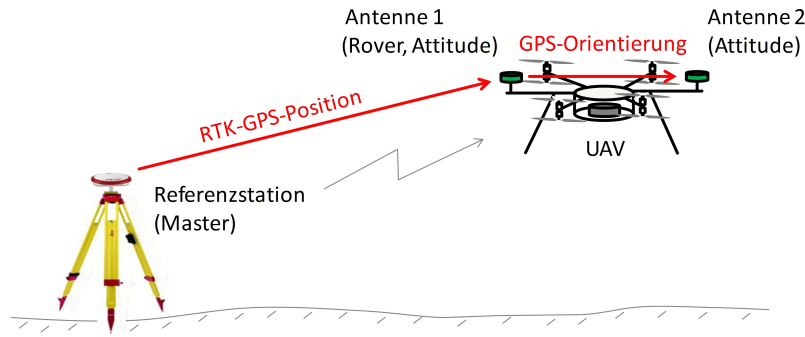 Antenne 1
(Rover, Attitude)
GPS-Orientierung
Antenne 2
(Attitude)
RTK-GPS-Position
UAV
Referenzstation
(Master)